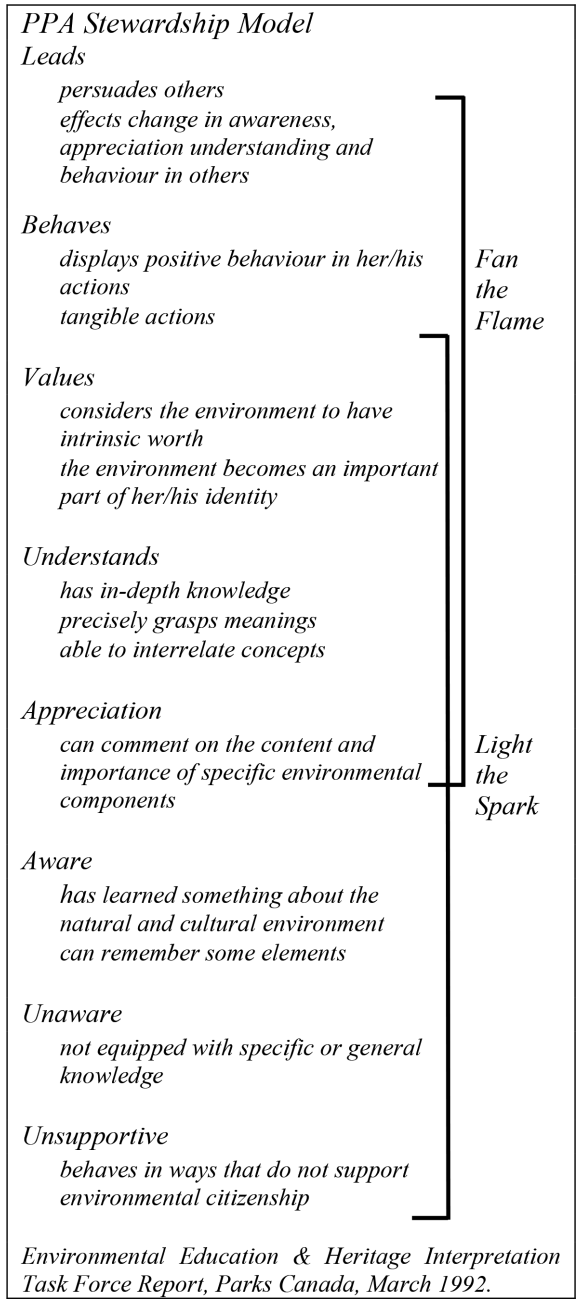 PPA Stewardship Model
Leads
persuades others
effects change in awareness,
appreciation understanding and
behaviour in others
Behaves
displays positive behaviour in her/his
actions
tangible actions
Fan
the
Flame
Values
considers the environment to have
intrinsic worth
the environment becomes an important
part of her/his identity
Understands
has in-depth knowledge
precisely grasps meanings
able to interrelate concepts
Appreciation
can comment on the content and
importance of specific environmental
components
Light
the
Spark
Aware
has learned something about the
natural and cultural environment
can remember some elements
Unaware
not equipped with specific or general
knowledge
Unsupportive
behaves in ways that do not support
environmental citizenship
Environmental Education & Heritage Interpretation
Task Force Report, Parks Canada, March 1992.